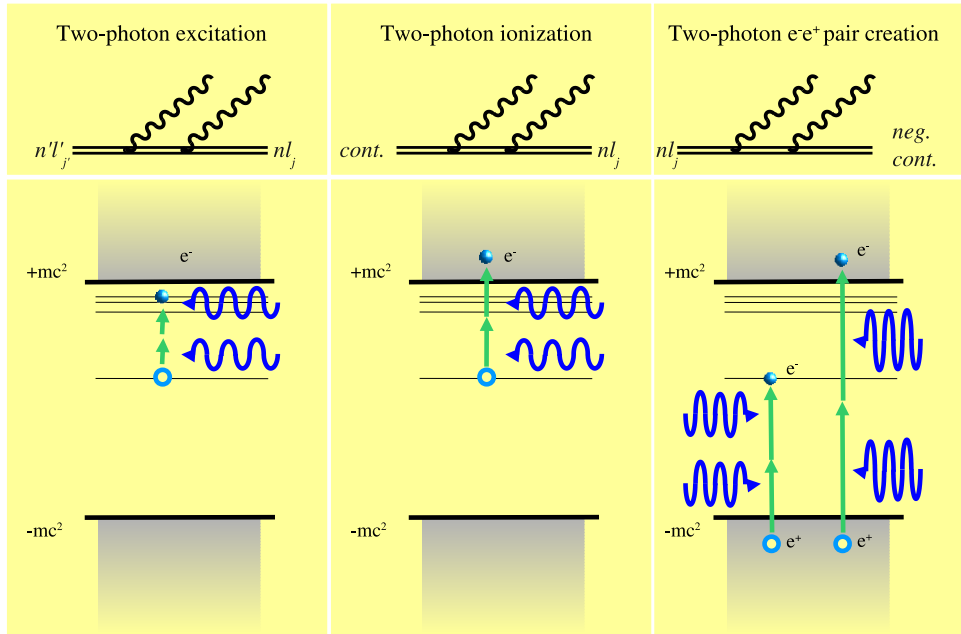 Two-photon excitation
n'l'j'
nlj
e⁻
+mc²
-mc²
Two-photon ionization
cont.
nlj
+mc²
e⁻
-mc²
Two-photon e⁻e⁺ pair creation
nlj
neg.
cont.
+mc²
e⁻
e⁻
-mc²
e⁺
e⁺